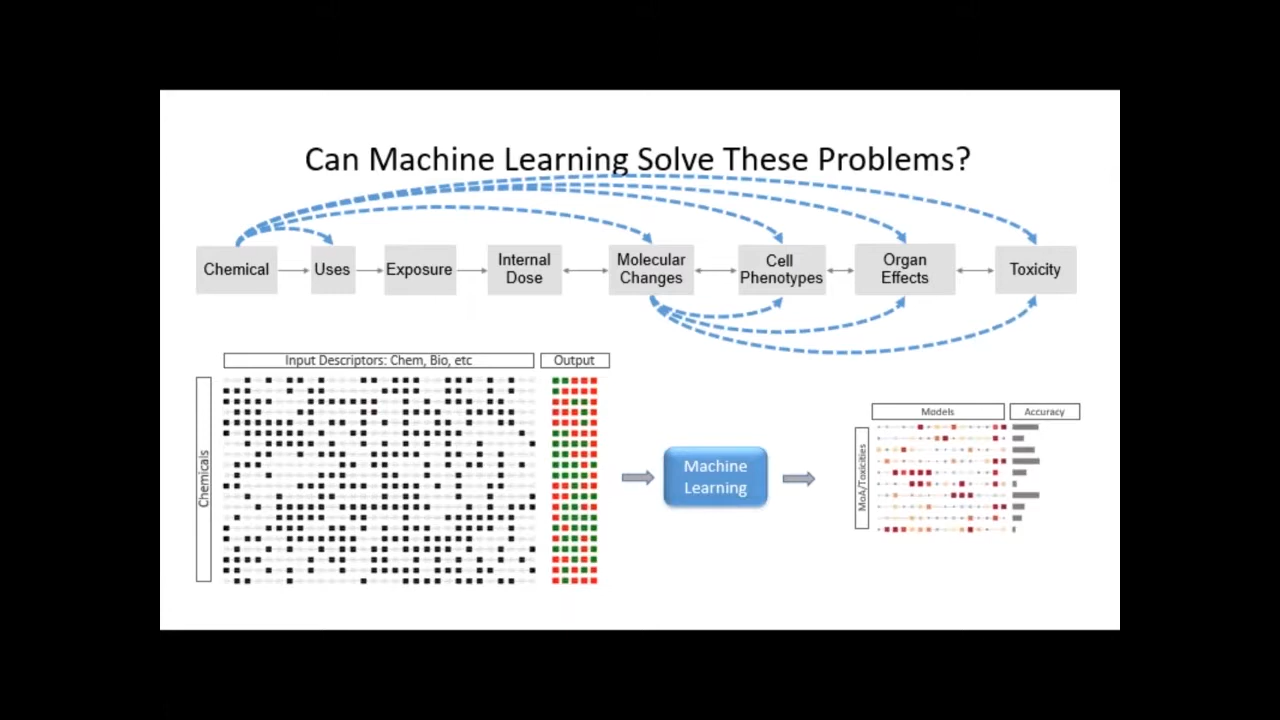 Can Machine Learning Solve These Problems?
Chemical
Uses
Exposure
Internal
Dose
Molecular
Changes
Cell
Phenotypes
Organ
Effects
Toxicity
Input Descriptors: Chem, Bio, etc
Output
Chemicals
Machine
Learning
Models
Accuracy
MoA/Toxicities